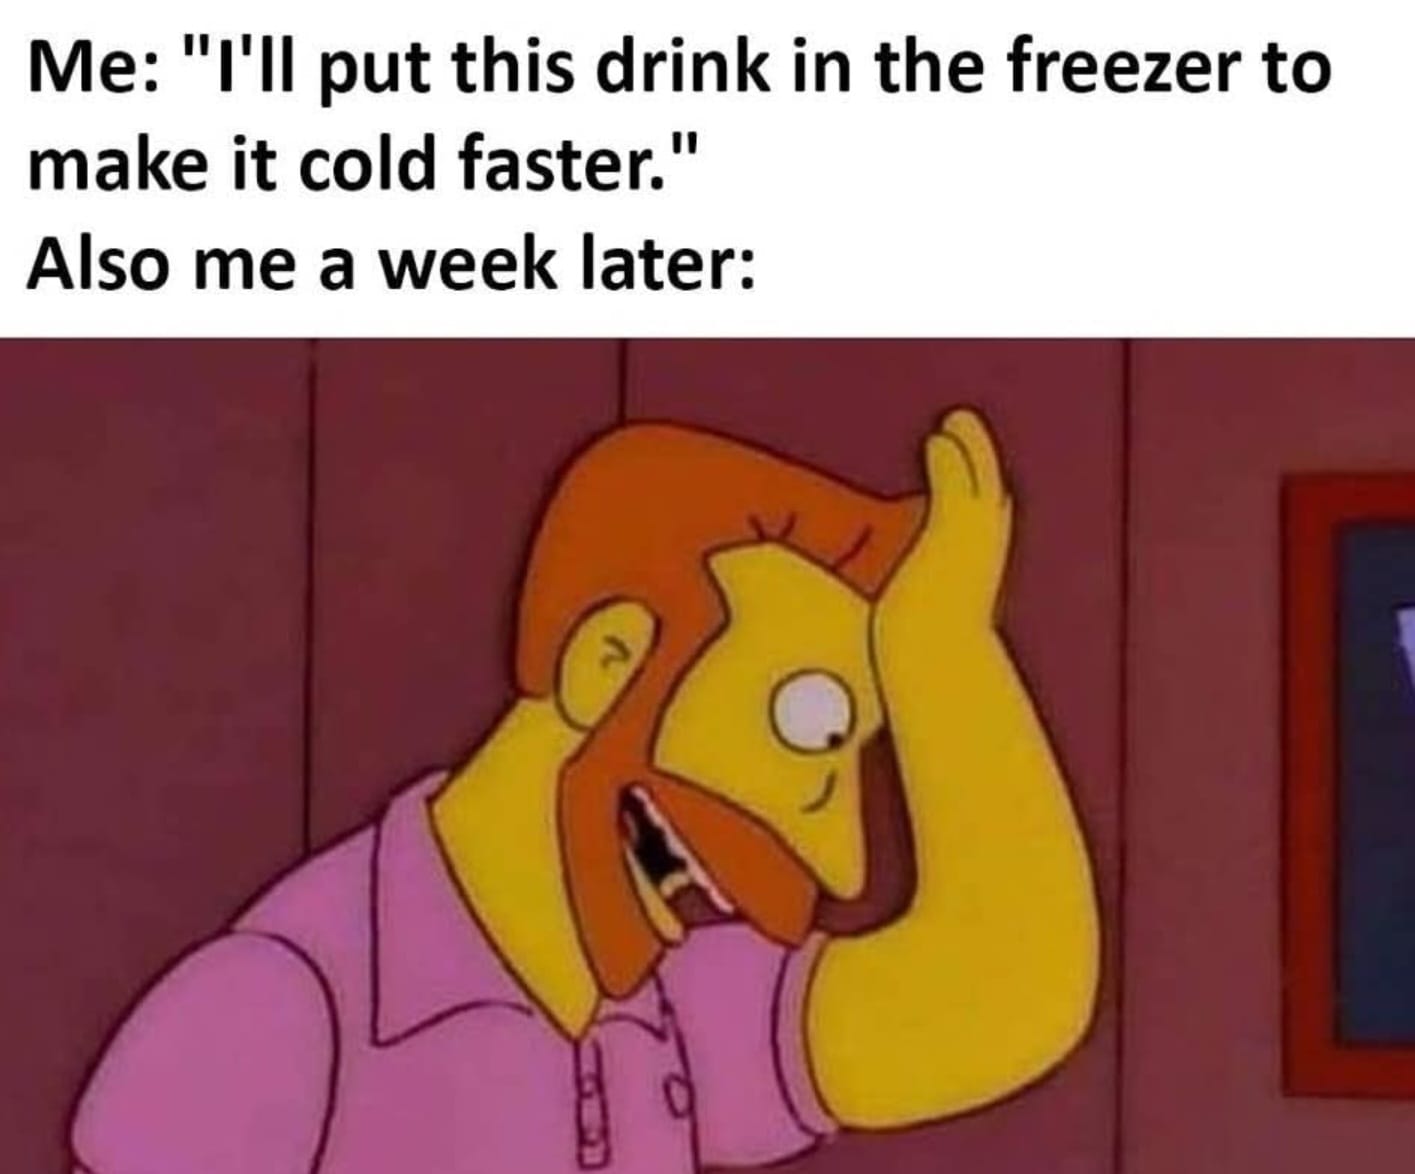 Me: "I'll put this drink in the freezer to
make it cold faster."
Also me a week later: